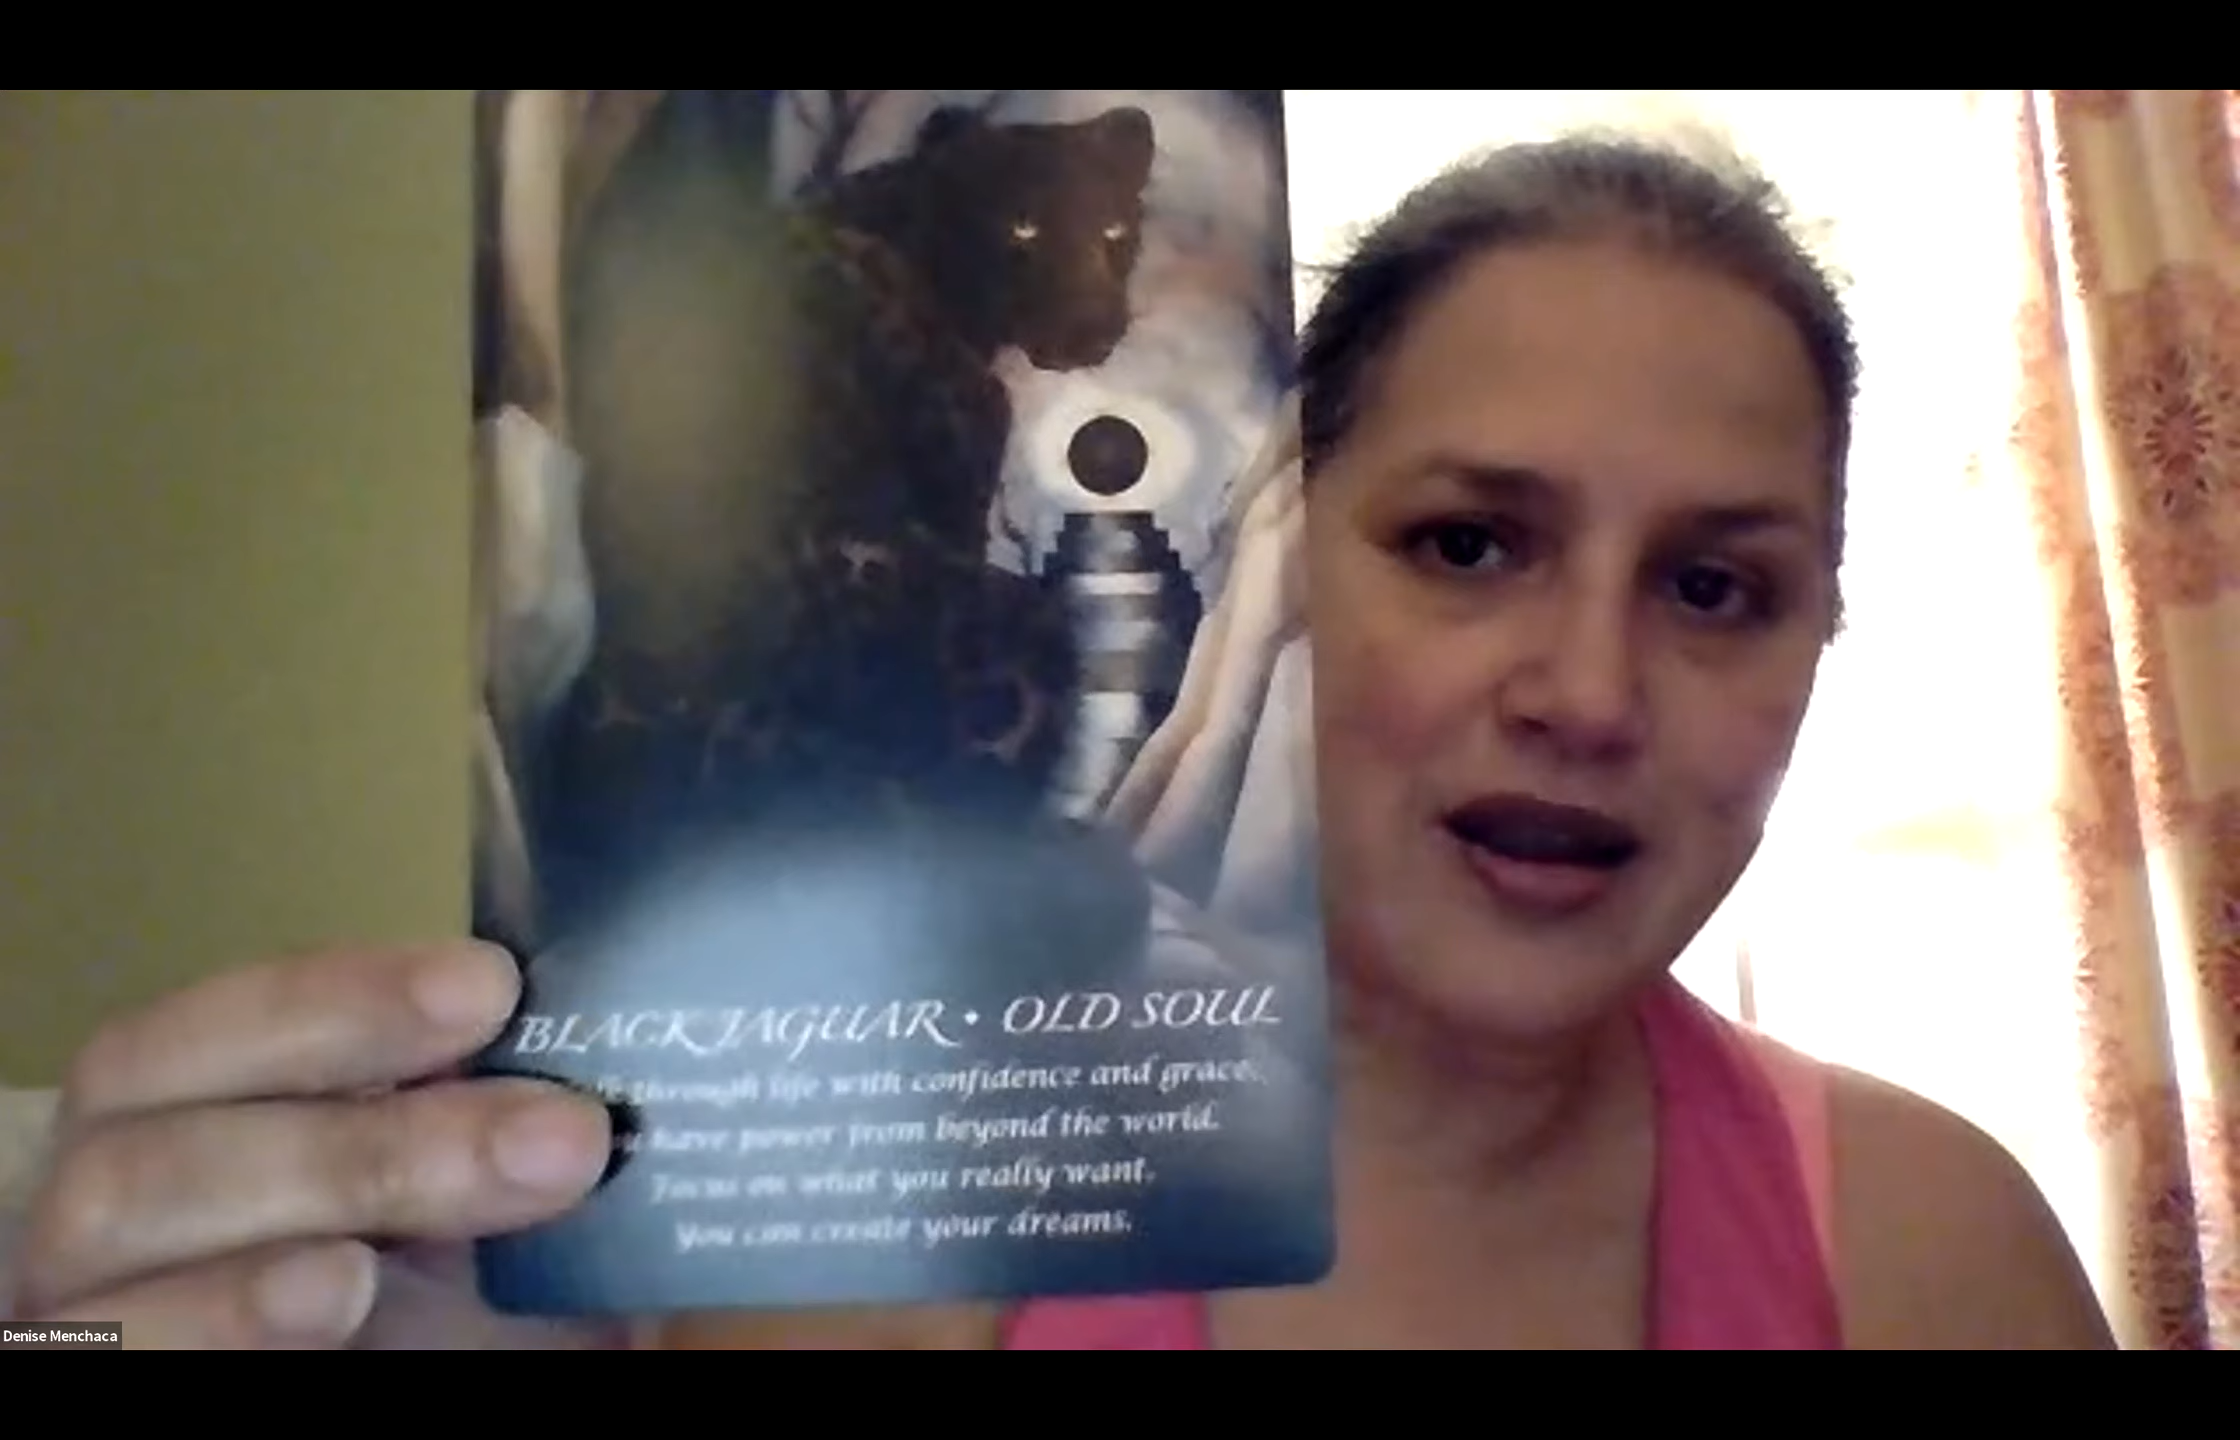 BLACK JAGUAR • OLD SOUL
through life with confidence and grace.
have power from beyond the world.
Focus on what you really want.
You can create your dreams.
Denise Menchaca